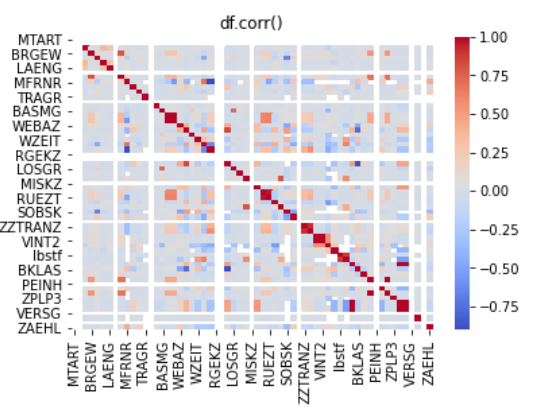 df.corr()
MTART
BRGEW
LAENG
MFRNR
TRAGR
BASMG
WEBAZ
WZEIT
RGEKZ
LOSGR
MISKZ
RUEZT
SOBSK
ZZTRANZ
VINT2
lbstf
BKLAS
PEINH
ZPLP3
VERSG
ZAEHL
1.00
0.75
0.50
0.25
0.00
−0.25
−0.50
−0.75
MTART
BRGEW
LAENG
MFRNR
TRAGR
BASMG
WEBAZ
WZEIT
RGEKZ
LOSGR
MISKZ
RUEZT
SOBSK
ZZTRANZ
VINT2
lbstf
BKLAS
PEINH
ZPLP3
VERSG
ZAEHL